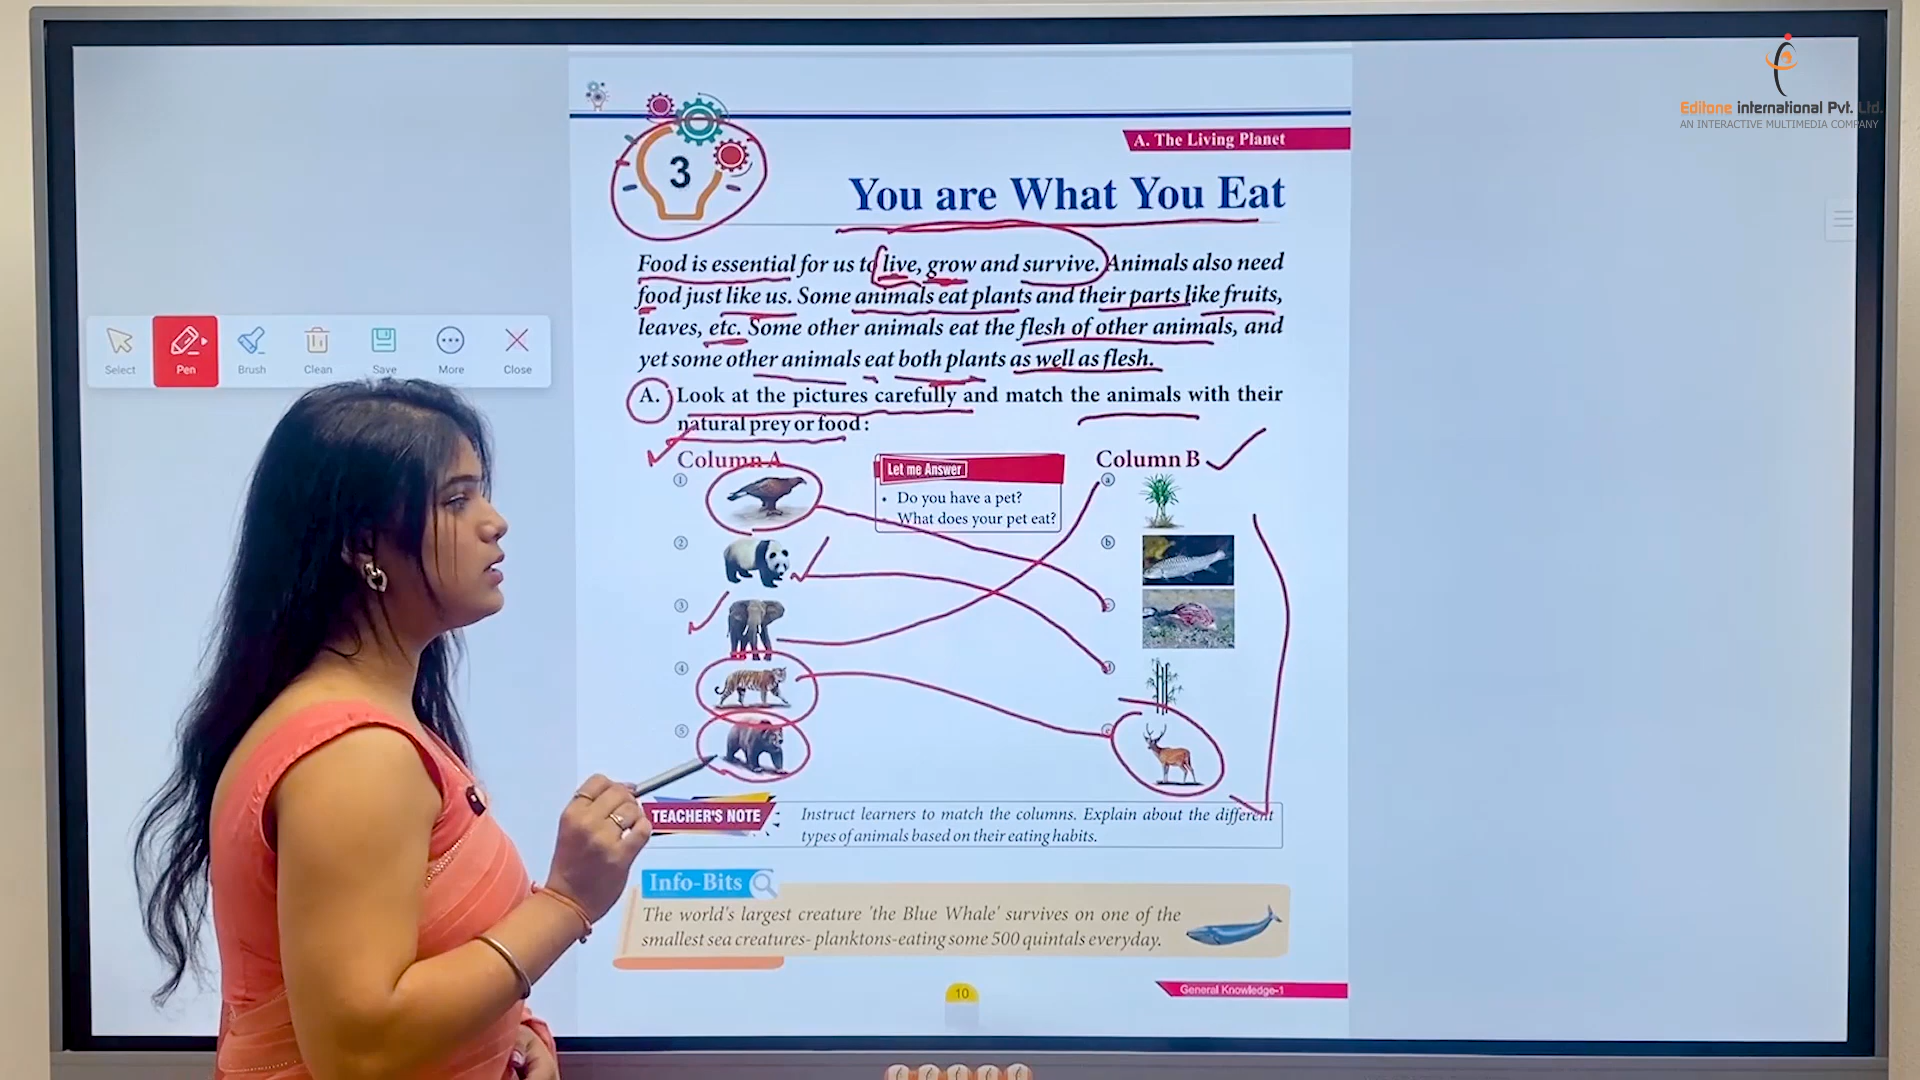 Editone international Pvt. Ltd.
AN INTERACTIVE MULTIMEDIA COMPANY
A. The Living Planet
3
You are What You Eat
Food is essential for us to live, grow and survive. Animals also need
food just like us. Some animals eat plants and their parts like fruits,
leaves, etc. Some other animals eat the flesh of other animals, and
yet some other animals eat both plants as well as flesh.
Select
Pen
Brush
Clean
Save
More
Close
A. Look at the pictures carefully and match the animals with their
natural prey or food :
Column A
Let me Answer
• Do you have a pet?
• What does your pet eat?
Column B
1
a
2
b
3
c
4
d
5
e
TEACHER'S NOTE
Instruct learners to match the columns. Explain about the different
types of animals based on their eating habits.
Info-Bits
The world's largest creature 'the Blue Whale' survives on one of the
smallest sea creatures- planktons-eating some 500 quintals everyday.
10
General Knowledge-1